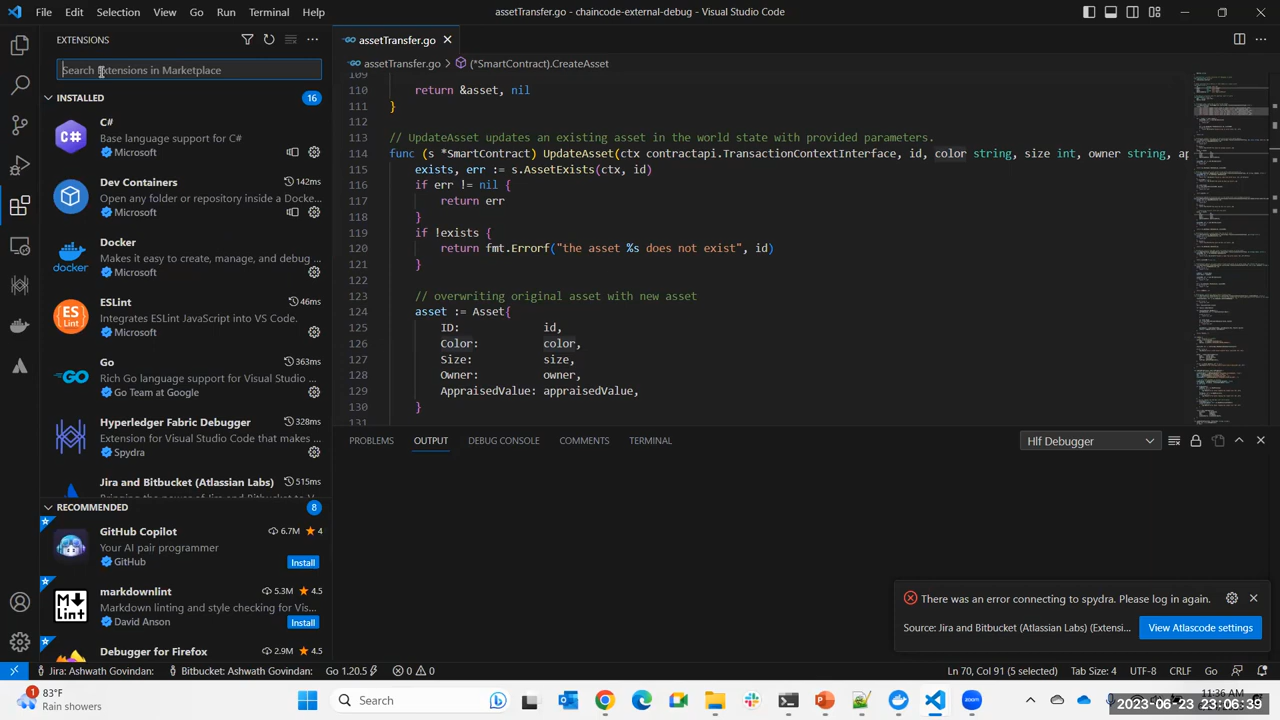 File Edit Selection View Go Run Terminal Help
assetTransfer.go - chaincode-external-debug - Visual Studio Code
EXTENSIONS
Search Extensions in Marketplace
INSTALLED 16
C#
Base language support for C#
Microsoft
Dev Containers 142ms
Open any folder or repository inside a Docke...
Microsoft
Docker
Makes it easy to create, manage, and debug ...
Microsoft
docker
ESLint 46ms
Integrates ESLint JavaScript into VS Code.
Microsoft
ES
Lint
Go 363ms
Rich Go language support for Visual Studio ...
Go Team at Google
GO
Hyperledger Fabric Debugger 328ms
Extension for Visual Studio Code that makes ...
Spydra
Jira and Bitbucket (Atlassian Labs) 515ms
RECOMMENDED 8
GitHub Copilot 6.7M 4
Your AI pair programmer
GitHub Install
markdownlint 5.3M 4.5
Markdown linting and style checking for Vis...
David Anson Install
Debugger for Firefox 2.9M 4.5
assetTransfer.go
assetTransfer.go > (*SmartContract).CreateAsset
109
110 return &asset, nil
111 }
112
113 // UpdateAsset updates an existing asset in the world state with provided parameters.
114 func (s *SmartContract) UpdateAsset(ctx contractapi.TransactionContextInterface, id, color string, size int, owner string, ap
115 exists, err := s.AssetExists(ctx, id)
116 if err != nil {
117 return err
118 }
119 if !exists {
120 return fmt.Errorf("the asset %s does not exist", id)
121 }
122
123 // overwriting original asset with new asset
124 asset := Asset{
125 ID: id,
126 Color: color,
127 Size: size,
128 Owner: owner,
129 AppraisedValue: appraisedValue,
130 }
131
PROBLEMS OUTPUT DEBUG CONSOLE COMMENTS TERMINAL
Hlf Debugger
There was an error connecting to spydra. Please log in again.
Source: Jira and Bitbucket (Atlassian Labs) (Extensi...
View Atlascode settings
Jira: Ashwath Govindan: Bitbucket: Ashwath Govindan: Go 1.20.5 0 0
Ln 70, Col 91 (5 selected) Tab Size: 4 UTF-8 CRLF Go
1
83°F
Rain showers
Search
zoom
11:36 AM
2023-06-23 23:06:39